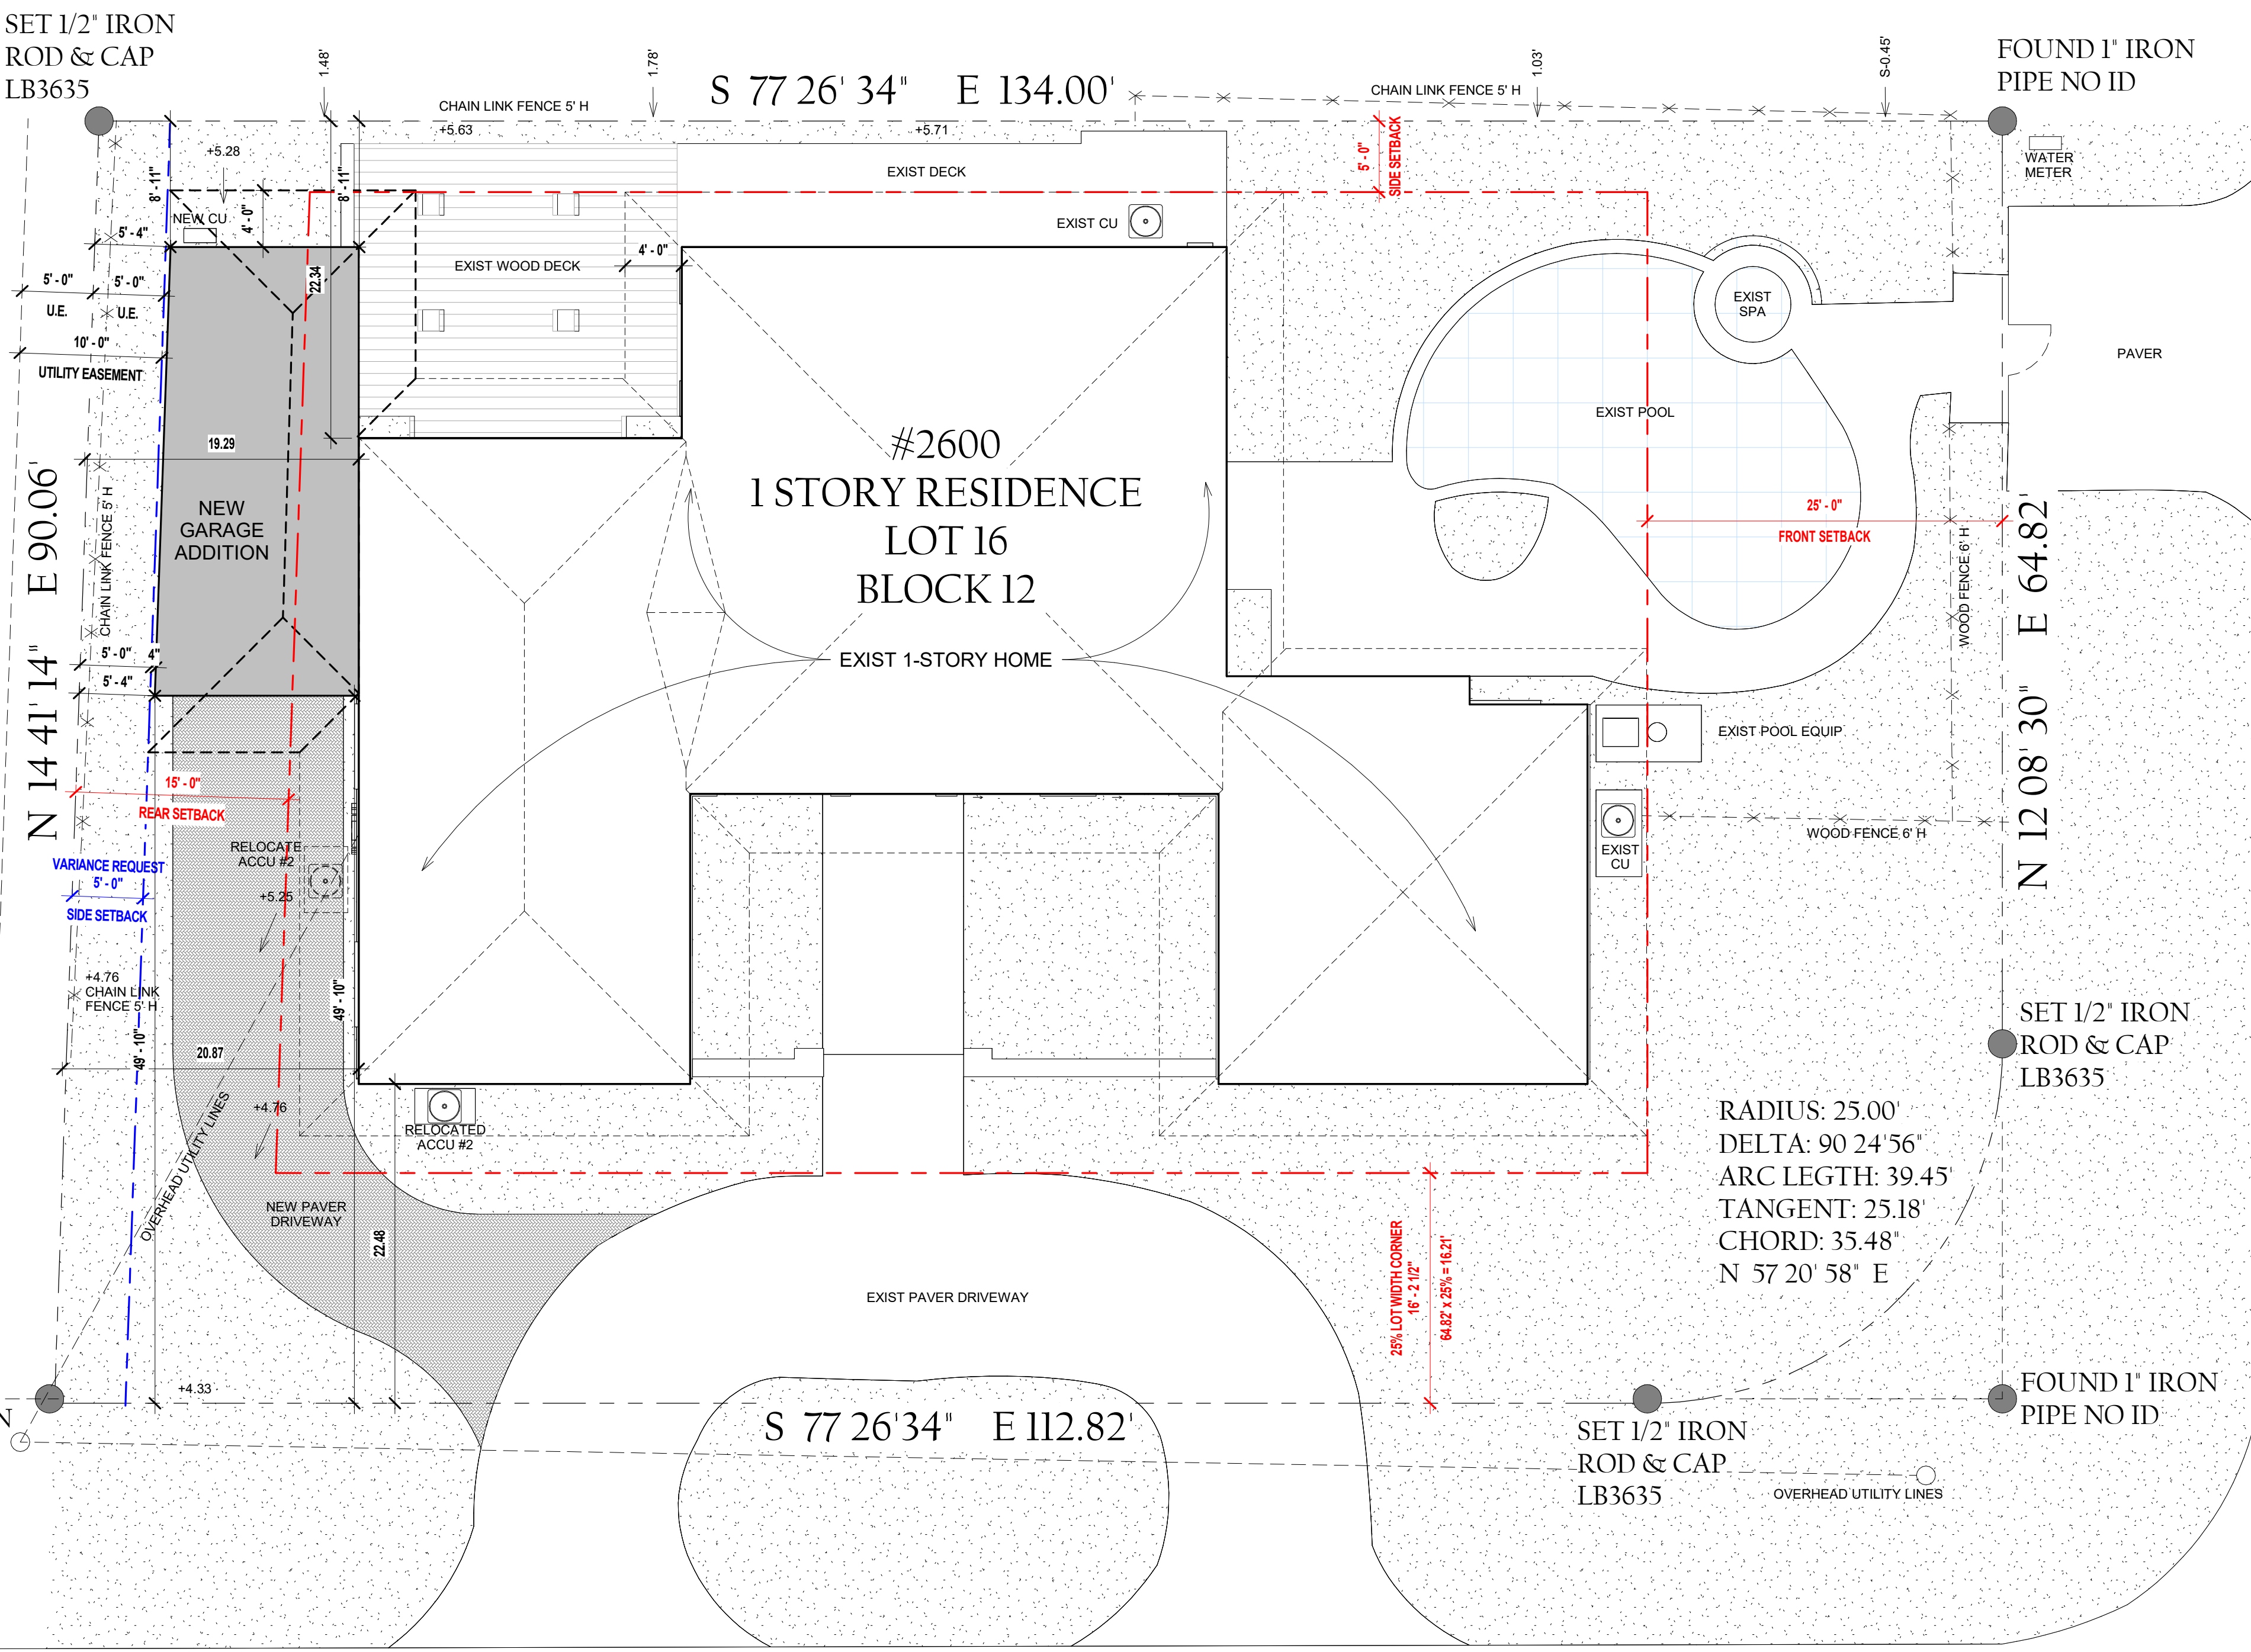 SET 1/2" IRON
ROD & CAP
LB3635
1.48'
1.78'
S 77 26' 34" E 134.00'
1.03'
S-0.45'
FOUND 1" IRON
PIPE NO ID
CHAIN LINK FENCE 5' H
CHAIN LINK FENCE 5' H
+5.63
+5.71
+5.28
8' - 11"
8' - 11"
5' - 0"
SIDE SETBACK
WATER
METER
EXIST DECK
NEW CU
4' - 0"
EXIST CU
5' - 4"
EXIST WOOD DECK
4' - 0"
22.34
5' - 0"
5' - 0"
U.E.
U.E.
EXIST
SPA
10' - 0"
UTILITY EASEMENT
PAVER
EXIST POOL
19.29
#2600
1 STORY RESIDENCE
LOT 16
BLOCK 12
NEW
GARAGE
ADDITION
25' - 0"
FRONT SETBACK
CHAIN LINK FENCE 5' H
N 14 41' 14" E 90.06'
WOOD FENCE 6' H
N 12 08' 30" E 64.82'
5' - 0"
4"
5' - 4"
EXIST 1-STORY HOME
EXIST POOL EQUIP
15' - 0"
REAR SETBACK
WOOD FENCE 6' H
RELOCATE
ACCU #2
EXIST
CU
VARIANCE REQUEST
5' - 0"
SIDE SETBACK
+5.25
+4.76
CHAIN LINK
FENCE 5' H
49' - 10"
49' - 10"
20.87
SET 1/2" IRON
ROD & CAP
LB3635
+4.76
RELOCATED
ACCU #2
OVERHEAD UTILITY LINES
RADIUS: 25.00'
DELTA: 90 24'56"
ARC LEGTH: 39.45'
TANGENT: 25.18'
CHORD: 35.48"
N 57 20' 58" E
NEW PAVER
DRIVEWAY
22.48
25% LOT WIDTH CORNER
16' - 2 1/2"
64.82' x 25% = 16.21'
EXIST PAVER DRIVEWAY
+4.33
N
S 77 26'34" E 112.82'
FOUND 1" IRON
PIPE NO ID
SET 1/2" IRON
ROD & CAP
LB3635
OVERHEAD UTILITY LINES